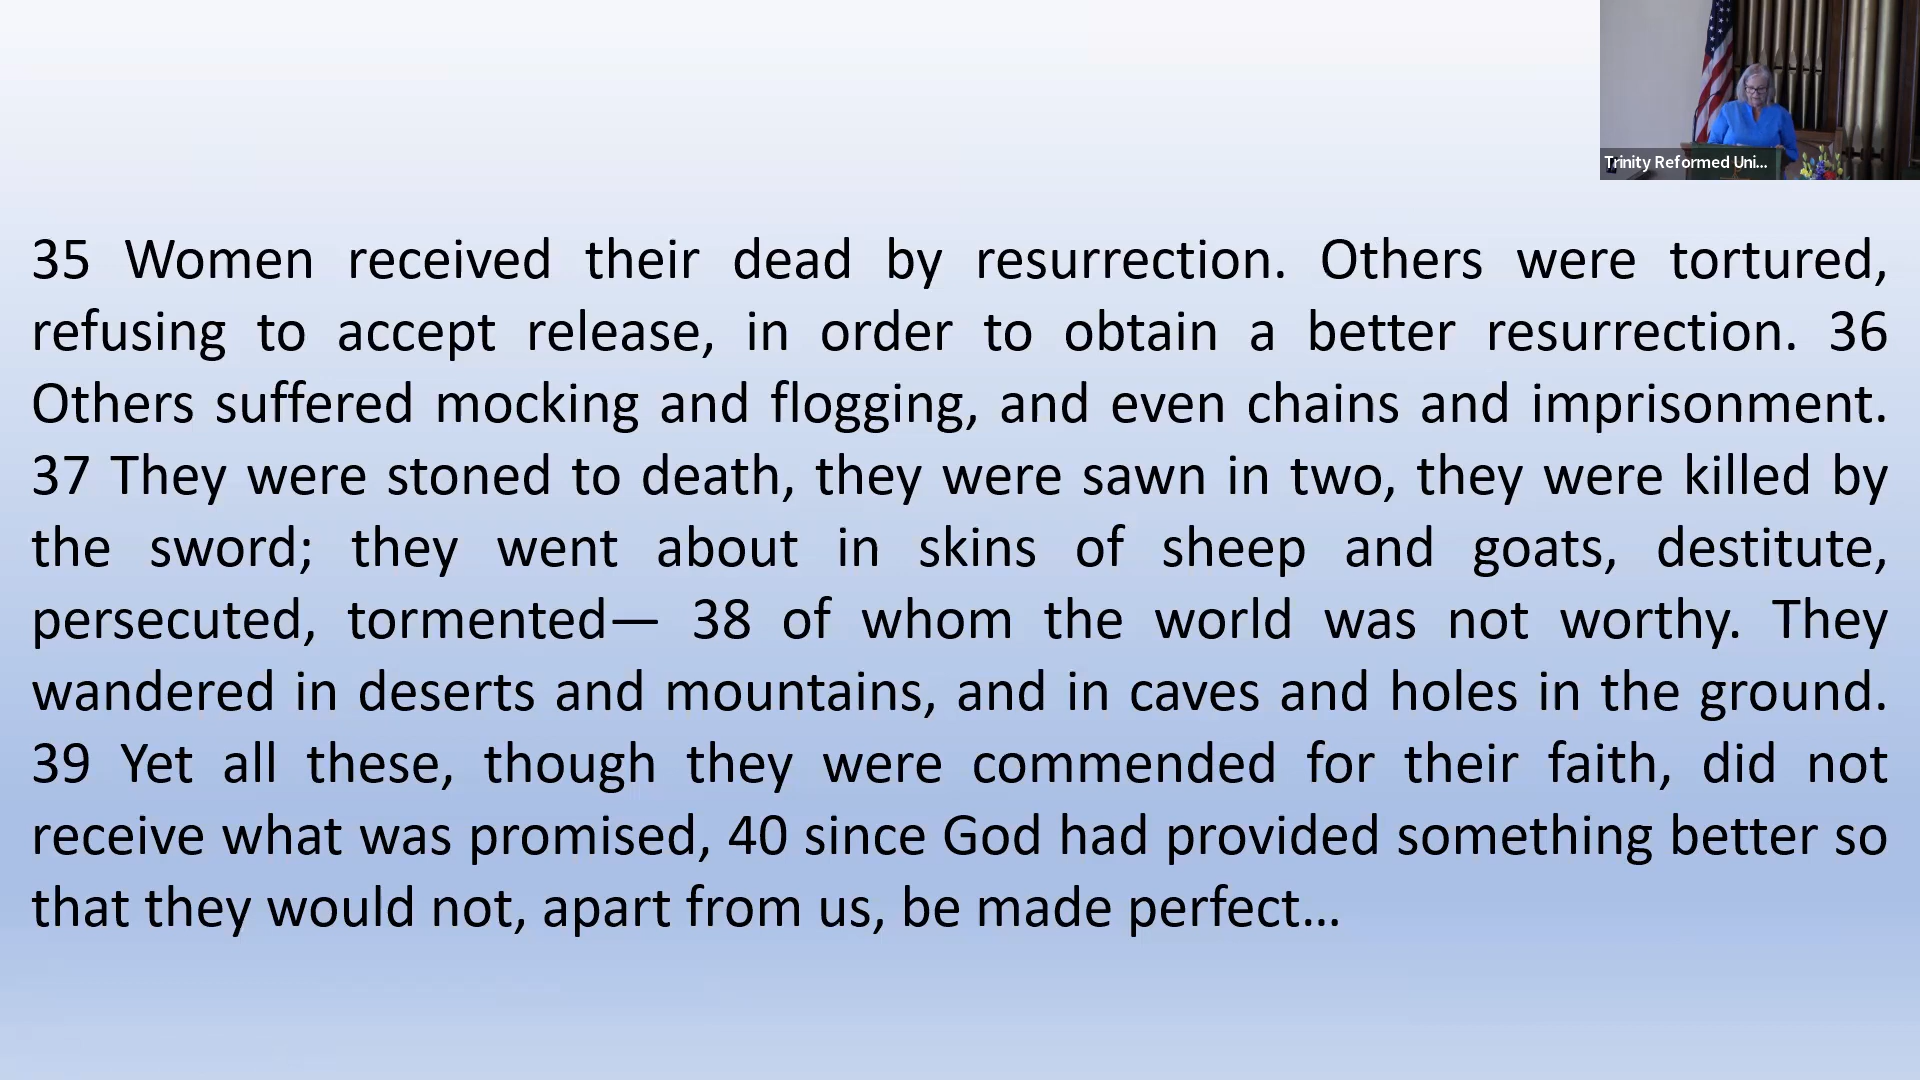 Trinity Reformed Uni...
35 Women received their dead by resurrection. Others were tortured,
refusing to accept release, in order to obtain a better resurrection. 36
Others suffered mocking and flogging, and even chains and imprisonment.
37 They were stoned to death, they were sawn in two, they were killed by
the sword; they went about in skins of sheep and goats, destitute,
persecuted, tormented— 38 of whom the world was not worthy. They
wandered in deserts and mountains, and in caves and holes in the ground.
39 Yet all these, though they were commended for their faith, did not
receive what was promised, 40 since God had provided something better so
that they would not, apart from us, be made perfect…